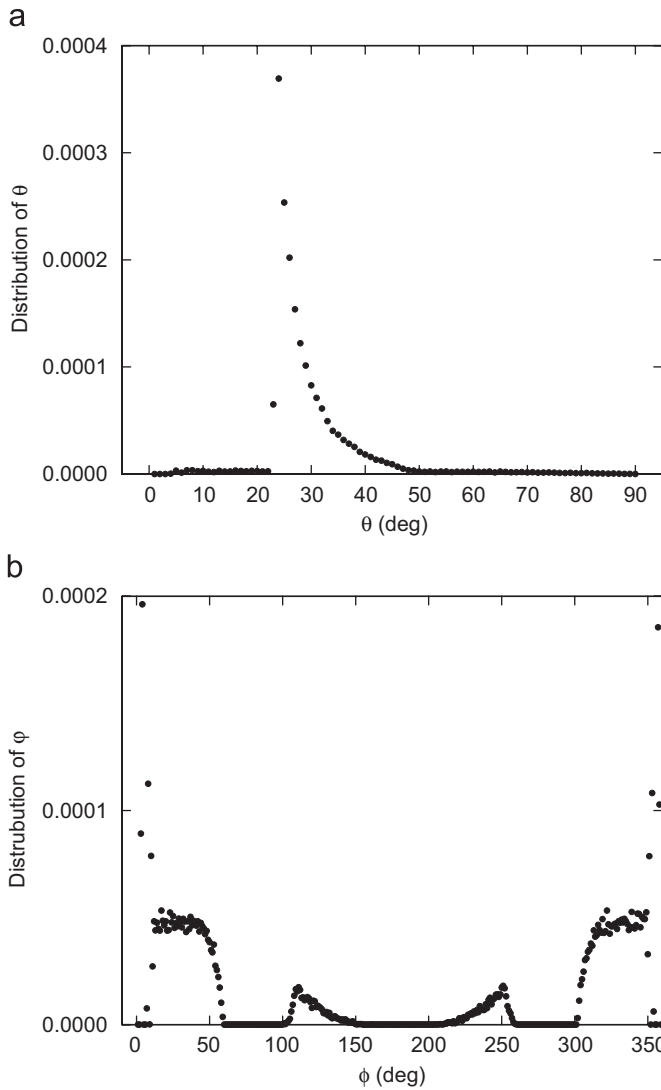 a
0.0004
0.0003
0.0002
0.0001
0.0000
Distribution of θ
0 10 20 30 40 50 60 70 80 90
θ (deg)
b
0.0002
0.0001
0.0000
Distrubution of φ
0 50 100 150 200 250 300 350
ϕ (deg)